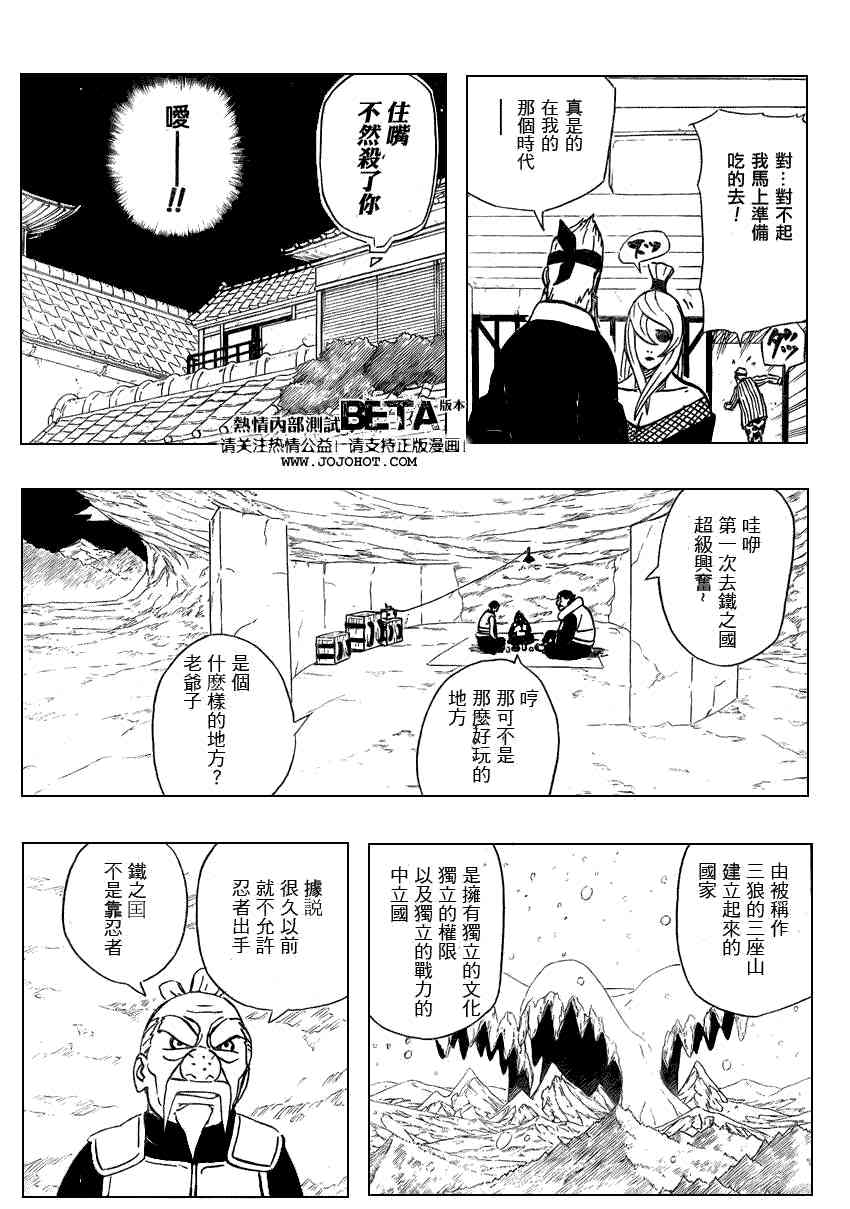 對…對不起
我馬上準備
吃的去！
ダッ
真是的
在我的
那個時代
——
住嘴
不然殺了你
噯——!!
熱情內部測試BETA版本
请关注热情公益|请支持正版漫画|
WWW.JOJOHOT.COM
哇咿
第一次去鐵之國
超級興奮~
哼
那可不是
那麼好玩的
地方
是個
什麼樣的地方？
老爺子
由被稱作
三狼的三座山
建立起來的
國家
是擁有獨立的文化
獨立的權限
以及獨立的戰力的
中立國
據說
很久以前
就不允許
忍者出手
鐵之国
不是靠忍者